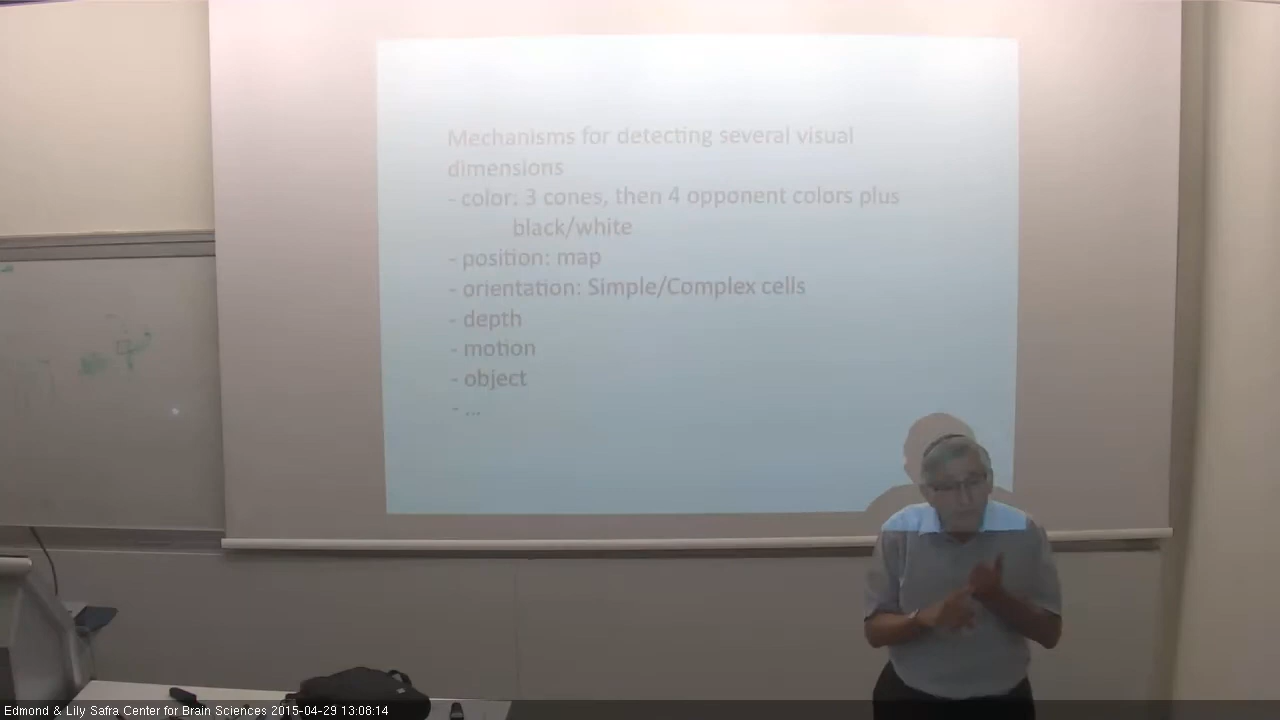 Mechanisms for detecting several visual
dimensions
- color: 3 cones, then 4 opponent colors plus
black/white
- position: map
- orientation: Simple/Complex cells
- depth
- motion
- object
- ...
Edmond & Lily Safra Center for Brain Sciences 2015-04-29 13:08:14